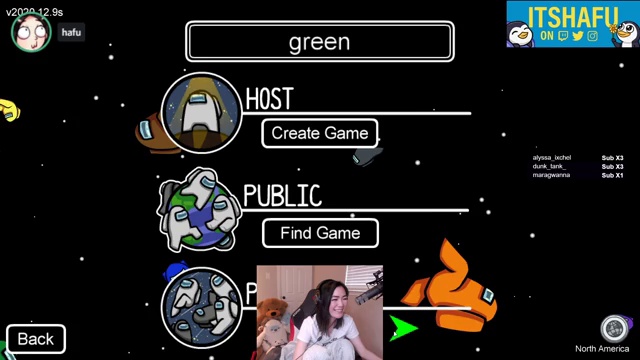 v2020.12.9s
hafu
green
ITSHAFU
ON
HOST
Create Game
alyssa_ixchel Sub X3
dunk_tank_ Sub X3
maragwanna Sub X1
PUBLIC
Find Game
Back
North America